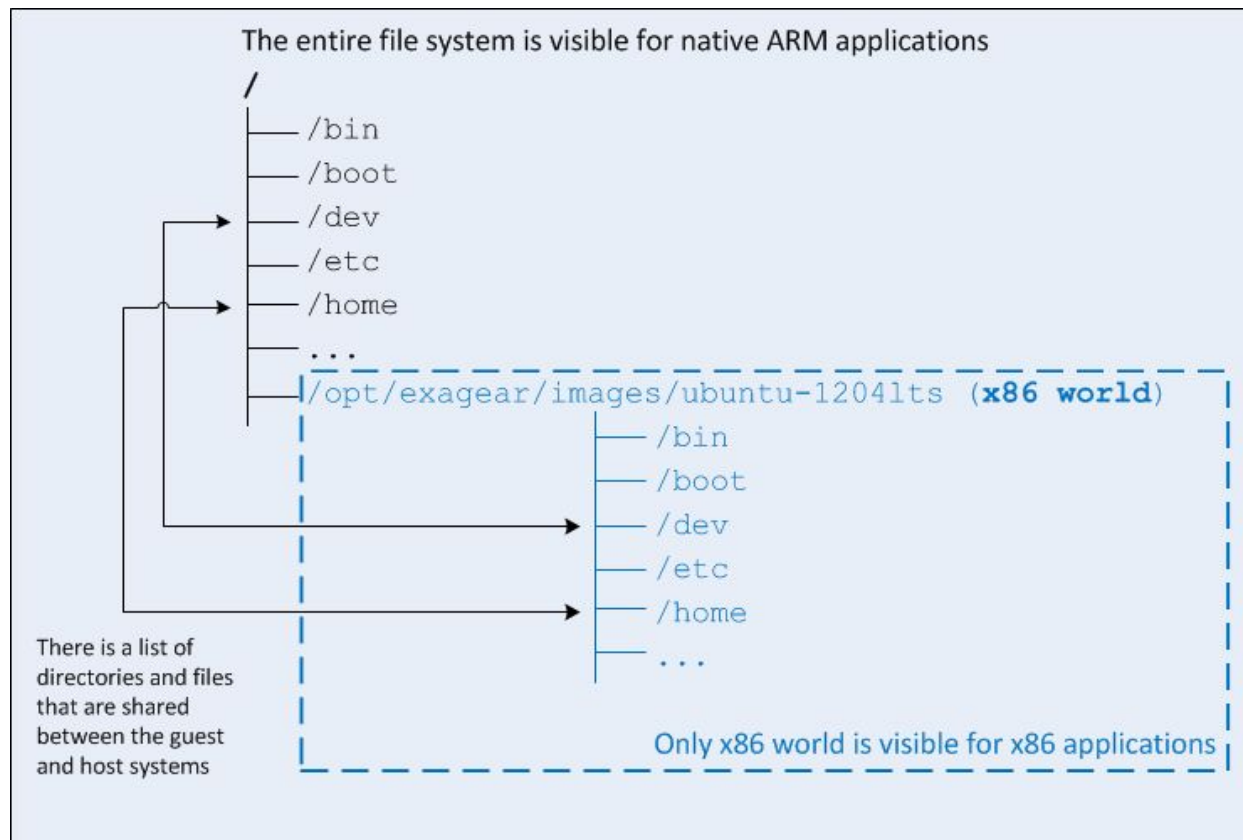 The entire file system is visible for native ARM applications
/
/bin
/boot
/dev
/etc
/home
...
/opt/exagear/images/ubuntu-1204lts (x86 world)
/bin
/boot
/dev
/etc
/home
...
There is a list of
directories and files
that are shared
between the guest
and host systems
Only x86 world is visible for x86 applications